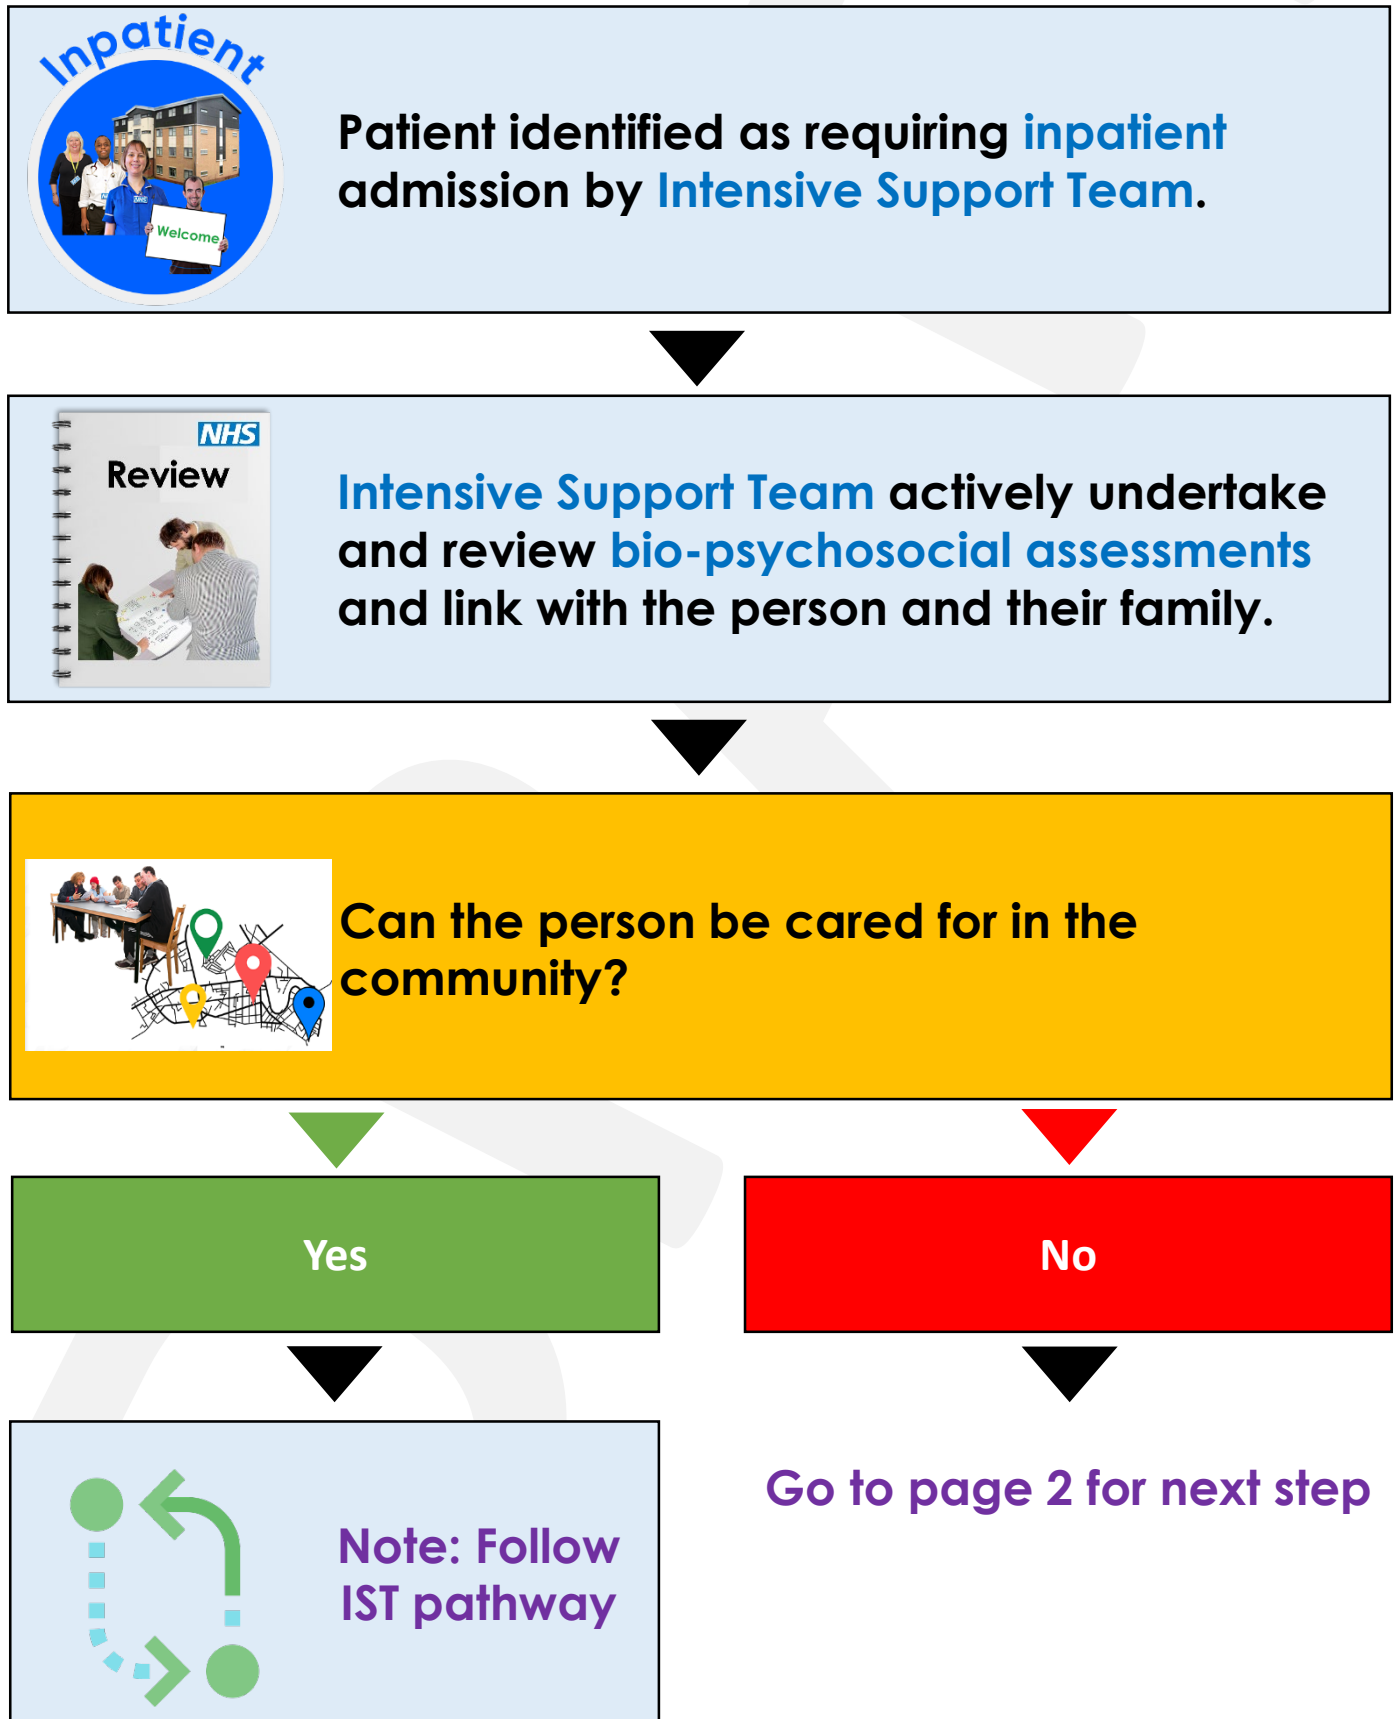 Inpatient
Welcome
Patient identified as requiring inpatient
admission by Intensive Support Team.
NHS
Review
Intensive Support Team actively undertake
and review bio-psychosocial assessments
and link with the person and their family.
Can the person be cared for in the
community?
Yes
No
Note: Follow
IST pathway
Go to page 2 for next step